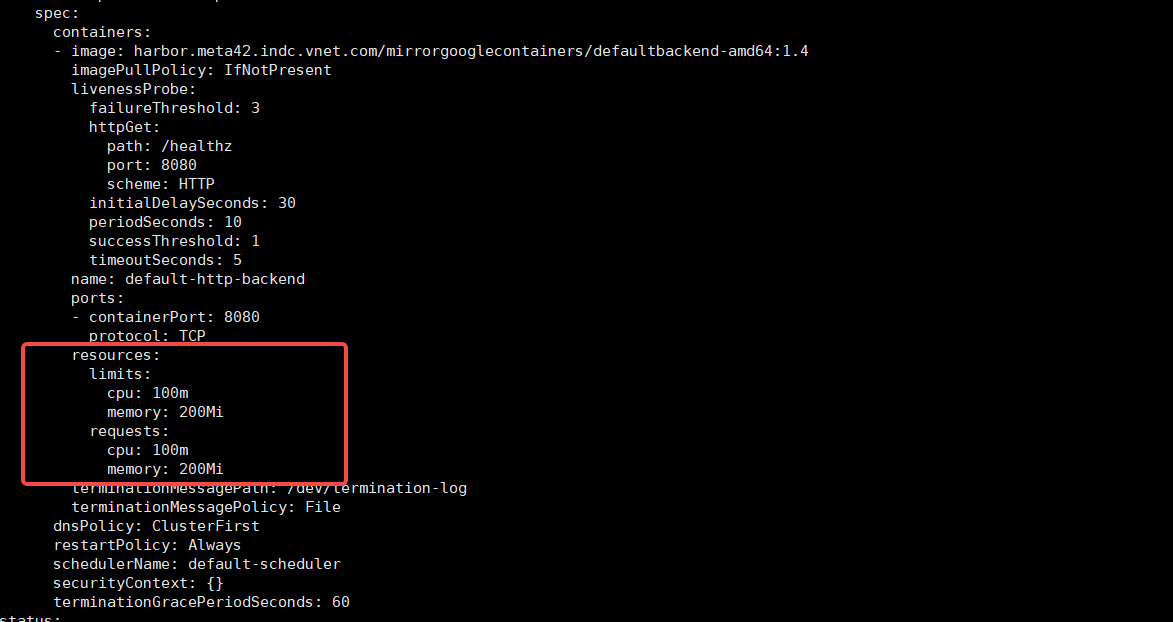 spec:
containers:
- image: harbor.meta42.indc.vnet.com/mirrorgooglecontainers/defaultbackend-amd64:1.4
imagePullPolicy: IfNotPresent
livenessProbe:
failureThreshold: 3
httpGet:
path: /healthz
port: 8080
scheme: HTTP
initialDelaySeconds: 30
periodSeconds: 10
successThreshold: 1
timeoutSeconds: 5
name: default-http-backend
ports:
- containerPort: 8080
protocol: TCP
resources:
limits:
cpu: 100m
memory: 200Mi
requests:
cpu: 100m
memory: 200Mi
terminationMessagePath: /dev/termination-log
terminationMessagePolicy: File
dnsPolicy: ClusterFirst
restartPolicy: Always
schedulerName: default-scheduler
securityContext: {}
terminationGracePeriodSeconds: 60
status: